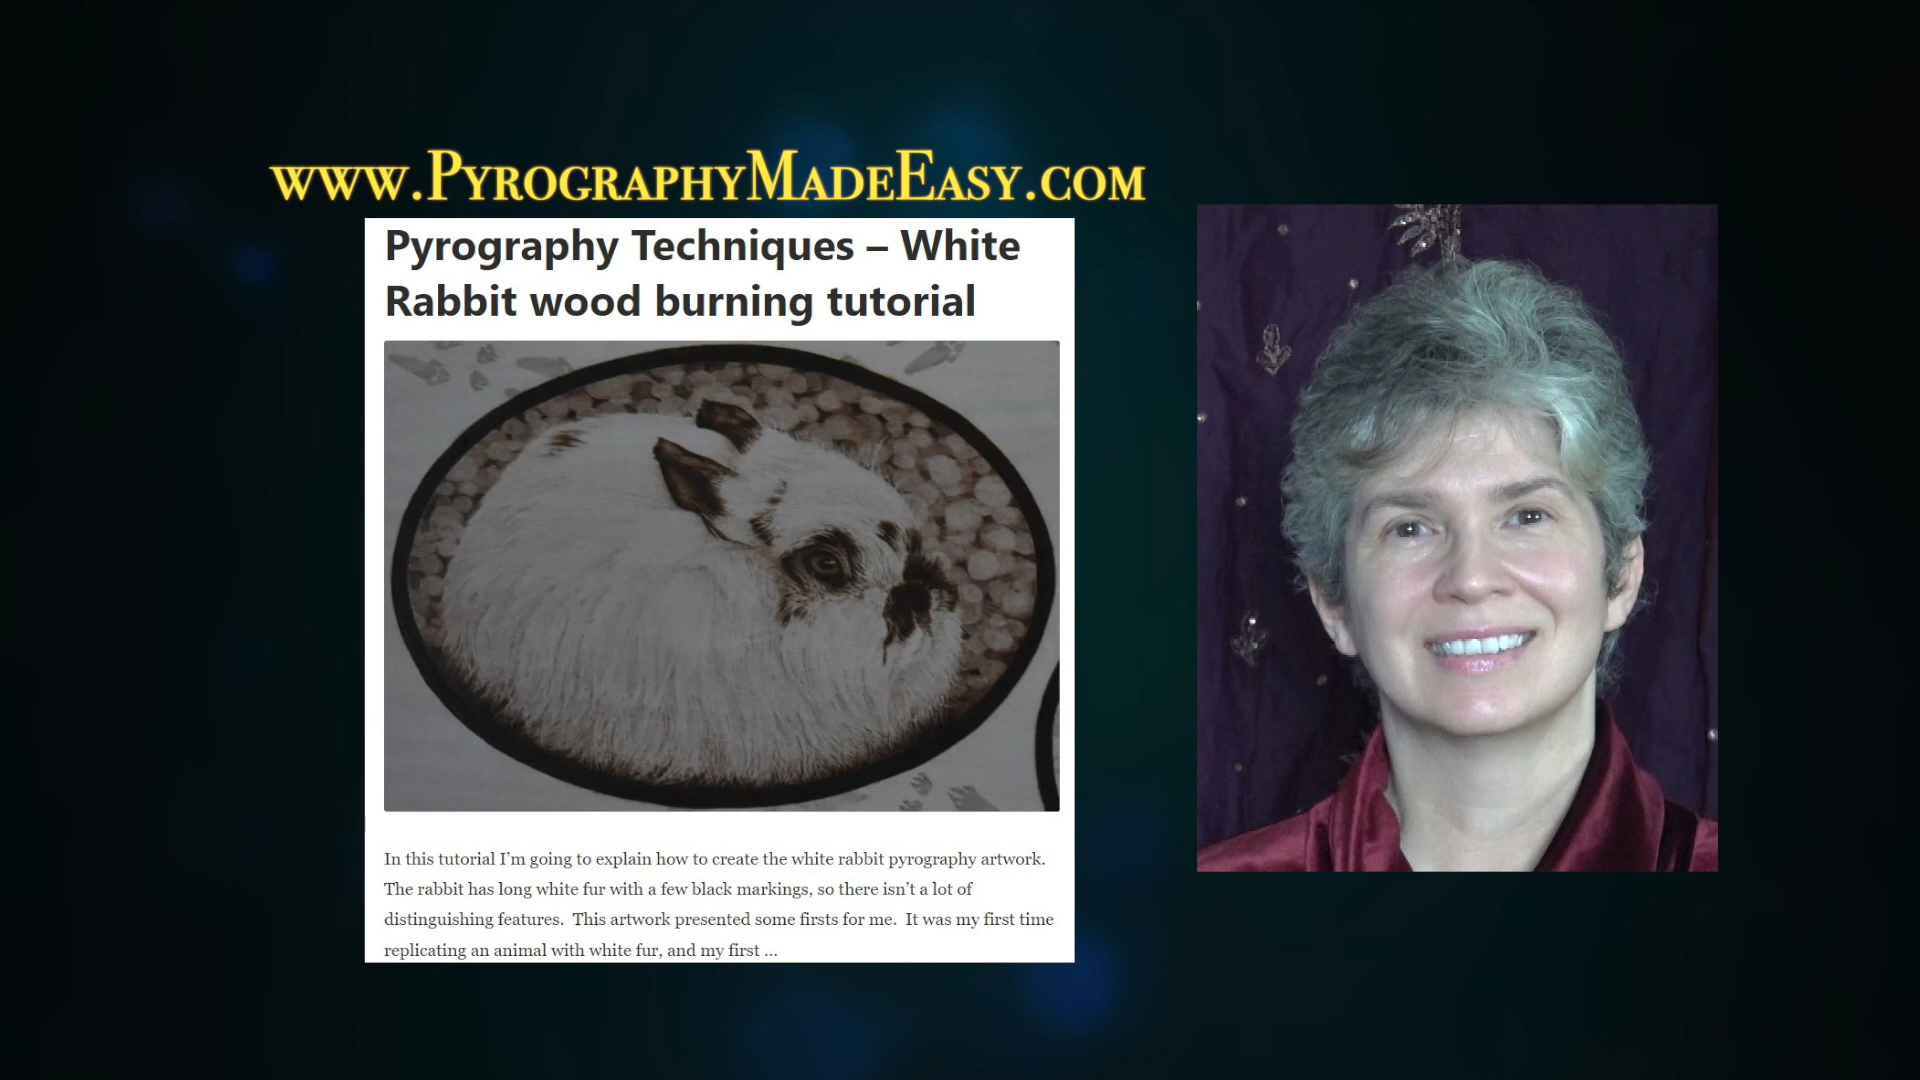 www.PyrographyMadeEasy.com
Pyrography Techniques – White
Rabbit wood burning tutorial
In this tutorial I’m going to explain how to create the white rabbit pyrography artwork.
The rabbit has long white fur with a few black markings, so there isn’t a lot of
distinguishing features.  This artwork presented some firsts for me.  It was my first time
replicating an animal with white fur, and my first …